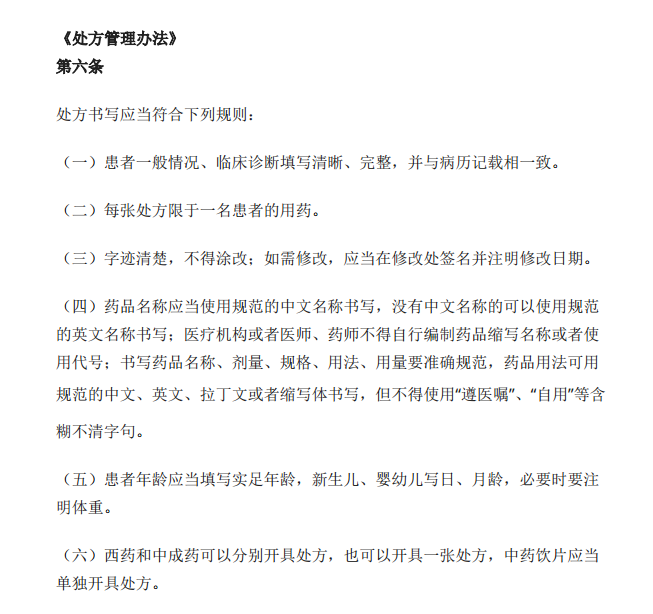 《处方管理办法》
第六条
处方书写应当符合下列规则：
（一）患者一般情况、临床诊断填写清晰、完整，并与病历记载相一致。
（二）每张处方限于一名患者的用药。
（三）字迹清楚，不得涂改；如需修改，应当在修改处签名并注明修改日期。
（四）药品名称应当使用规范的中文名称书写，没有中文名称的可以使用规范
的英文名称书写；医疗机构或者医师、药师不得自行编制药品缩写名称或者使
用代号；书写药品名称、剂量、规格、用法、用量要准确规范，药品用法可用
规范的中文、英文、拉丁文或者缩写体书写，但不得使用“遵医嘱”、“自用”等含
糊不清字句。
（五）患者年龄应当填写实足年龄，新生儿、婴幼儿写日、月龄，必要时要注
明体重。
（六）西药和中成药可以分别开具处方，也可以开具一张处方，中药饮片应当
单独开具处方。